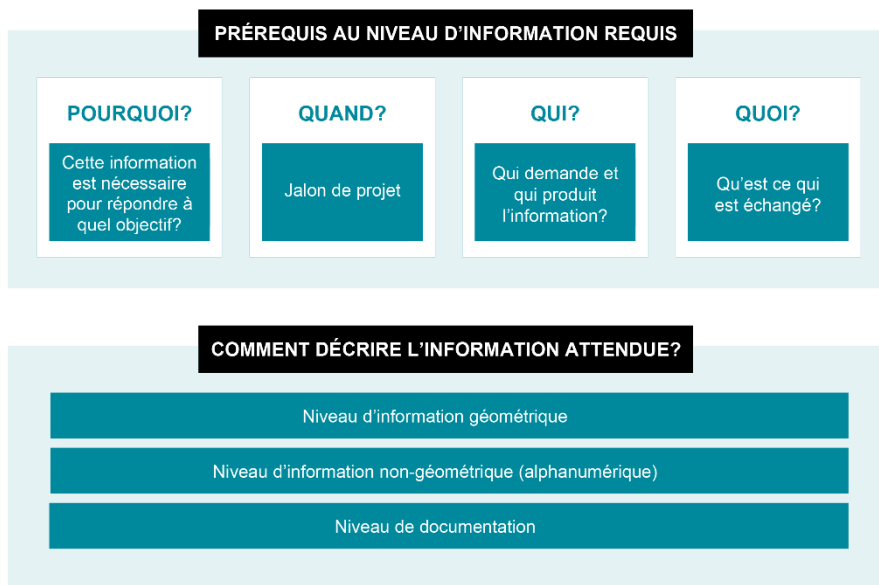 PRÉREQUIS AU NIVEAU D’INFORMATION REQUIS
POURQUOI?
Cette information
est nécessaire
pour répondre à
quel objectif?
QUAND?
Jalon de projet
QUI?
Qui demande et
qui produit
l’information?
QUOI?
Qu’est ce qui
est échangé?
COMMENT DÉCRIRE L’INFORMATION ATTENDUE?
Niveau d’information géométrique
Niveau d’information non-géométrique (alphanumérique)
Niveau de documentation